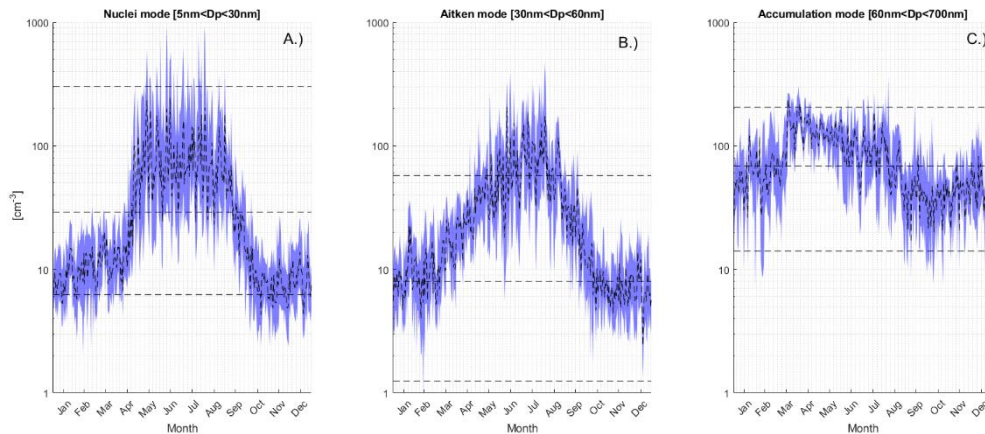 Nuclei mode [5nm<Dp<30nm]
A.)
1000
100
10
1
[cm-3]
Jan Feb Mar Apr May Jun Jul Aug Sep Oct Nov Dec
Month
Aitken mode [30nm<Dp<60nm]
B.)
1000
100
10
1
Jan Feb Mar Apr May Jun Jul Aug Sep Oct Nov Dec
Month
Accumulation mode [60nm<Dp<700nm]
C.)
1000
100
10
1
Jan Feb Mar Apr May Jun Jul Aug Sep Oct Nov Dec
Month